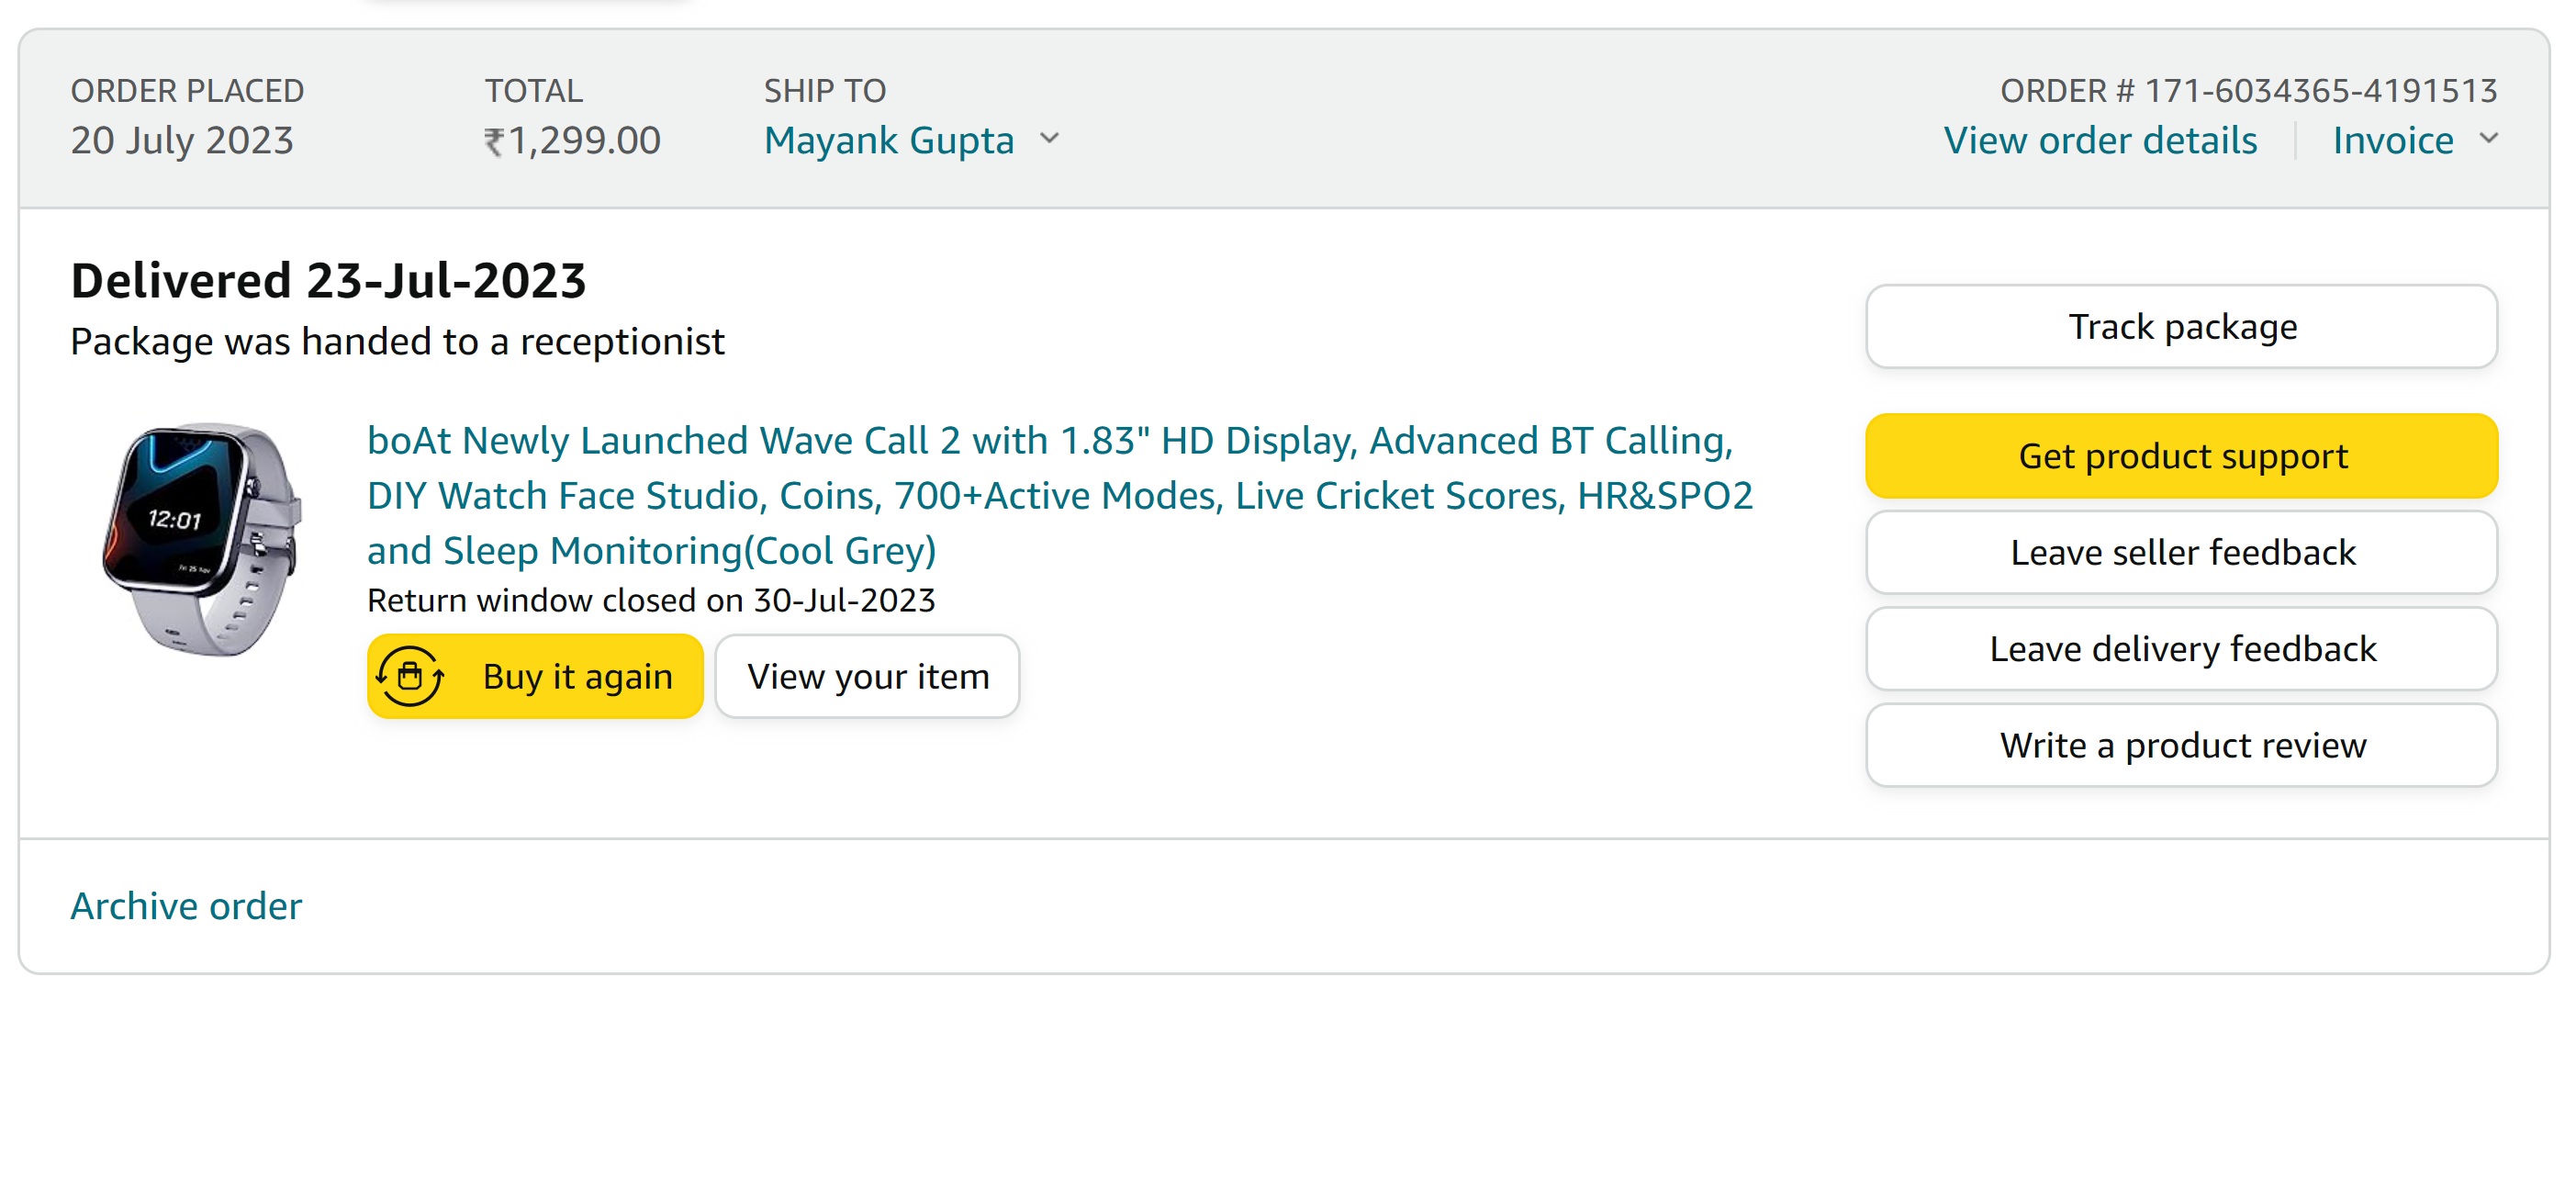 ORDER PLACED
20 July 2023
TOTAL
₹1,299.00
SHIP TO
Mayank Gupta
ORDER # 171-6034365-4191513
View order details
Invoice
Delivered 23-Jul-2023
Package was handed to a receptionist
12:01
Fri 25 Nov
boAt Newly Launched Wave Call 2 with 1.83" HD Display, Advanced BT Calling,
DIY Watch Face Studio, Coins, 700+Active Modes, Live Cricket Scores, HR&SPO2
and Sleep Monitoring(Cool Grey)
Return window closed on 30-Jul-2023
Buy it again
View your item
Track package
Get product support
Leave seller feedback
Leave delivery feedback
Write a product review
Archive order